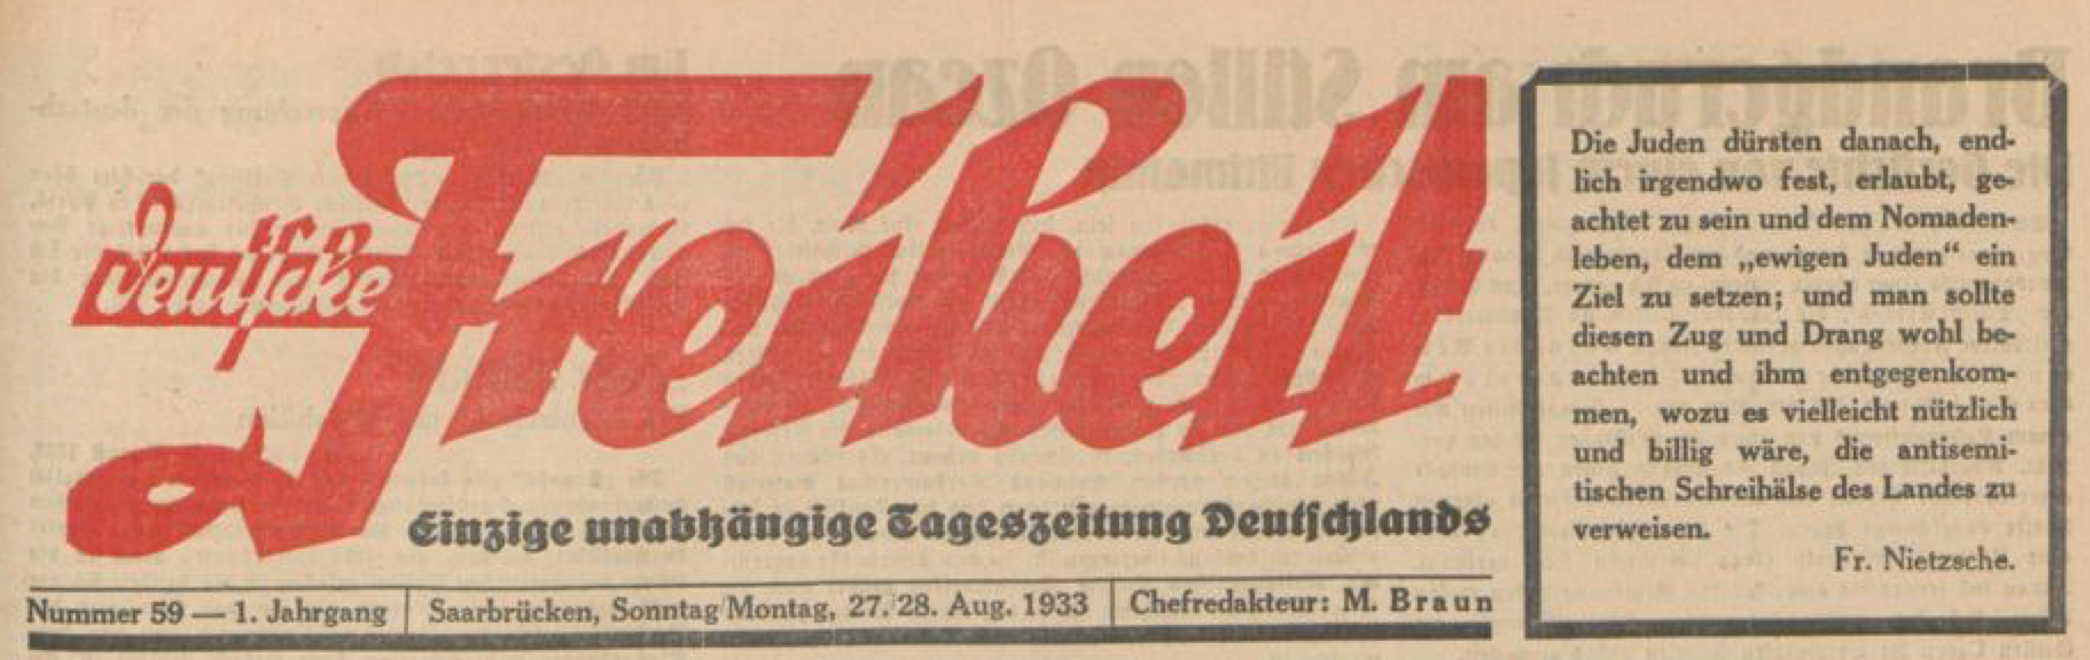 deutsche
Freiheit
Einzige unabhängige Tageszeitung Deutschlands
Nummer 59 — 1. Jahrgang
Saarbrücken, Sonntag/Montag, 27./28. Aug. 1933
Chefredakteur: M. Braun
Die Juden dürsten danach, end-
lich irgendwo fest, erlaubt, ge-
achtet zu sein und dem Nomaden-
leben, dem „ewigen Juden“ ein
Ziel zu setzen; und man sollte
diesen Zug und Drang wohl be-
achten und ihm entgegenkom-
men, wozu es vielleicht nützlich
und billig wäre, die antisemi-
tischen Schreihälse des Landes zu
verweisen.
Fr. Nietzsche.